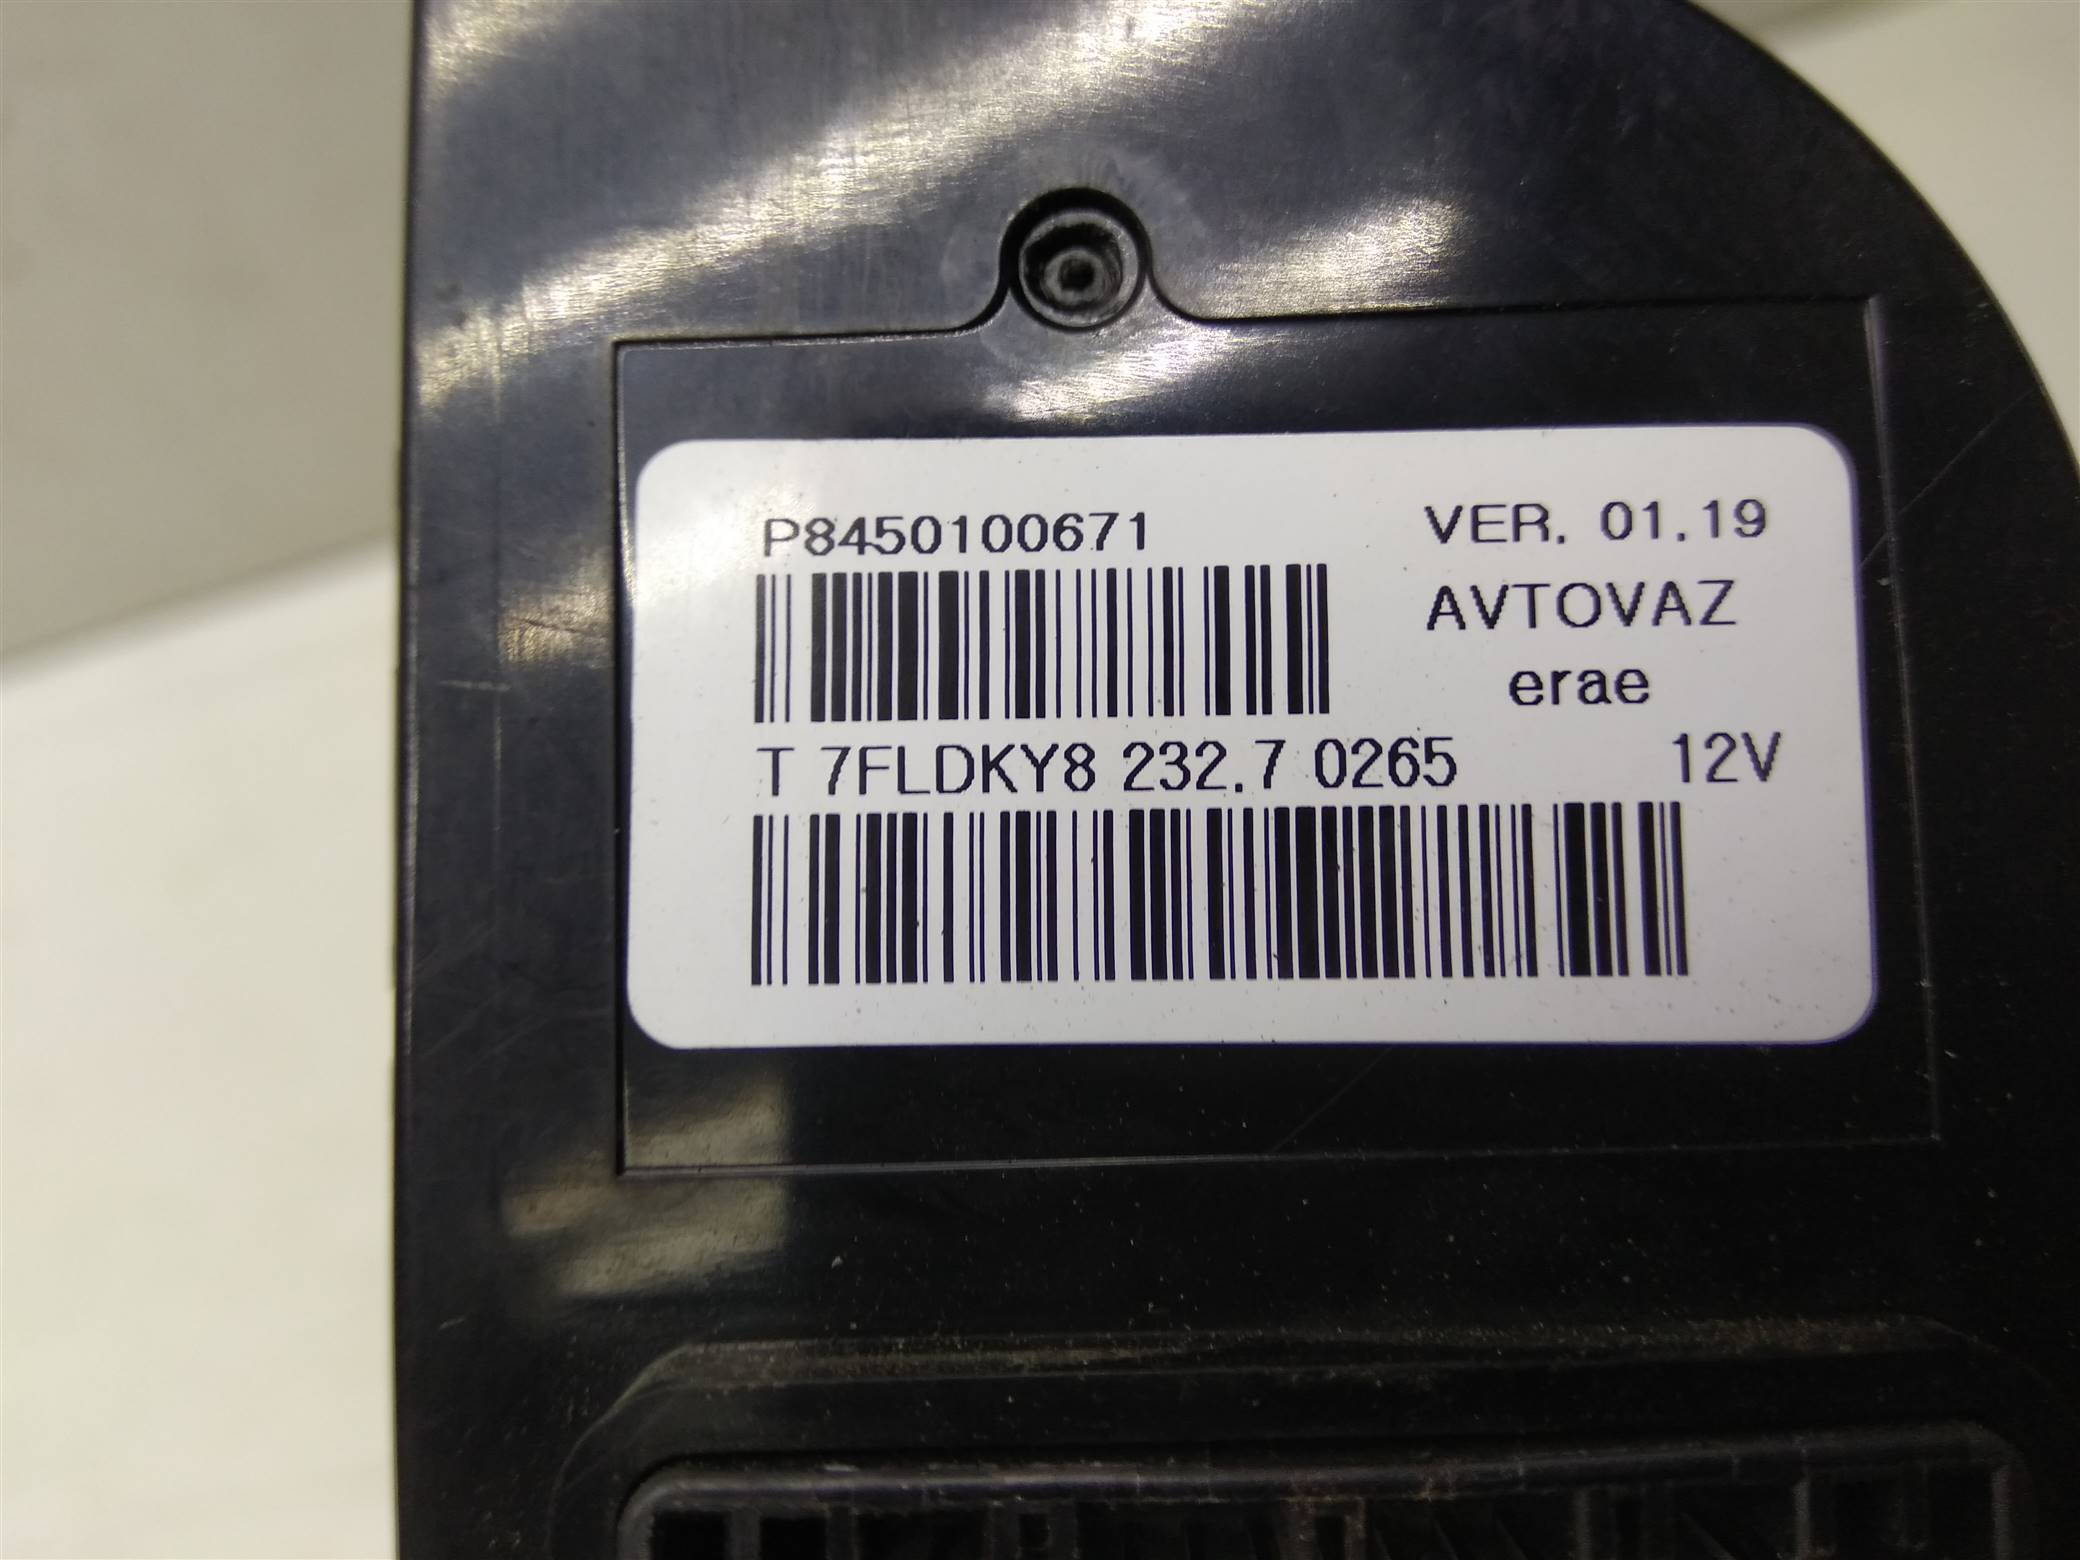 P8450100671 VER. 01.19
AVTOVAZ
erae
T 7FLDKY8 232.7 0265 12V